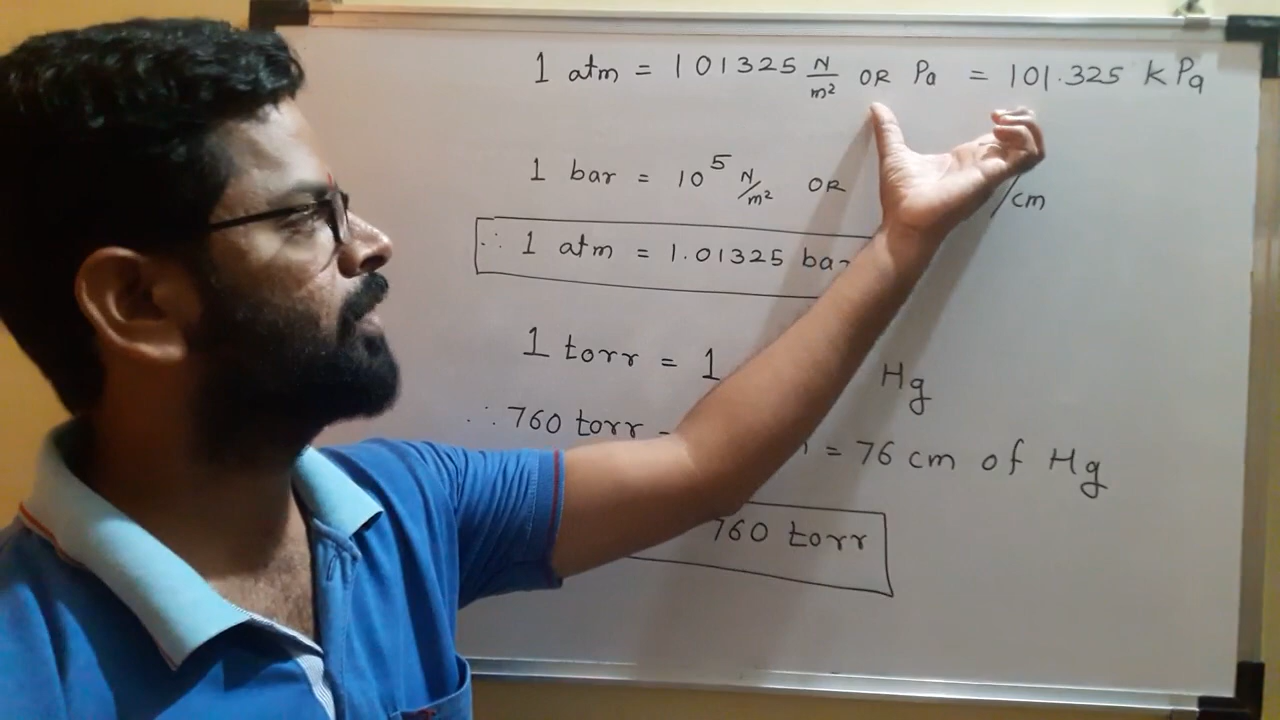 1 atm = 101325 N/m² OR Pa = 101.325 kPa
1 bar = 10⁵ N/m² OR /cm
∴ 1 atm = 1.01325 bar
1 torr = 1 Hg
∴ 760 torr = 76 cm of Hg
760 torr